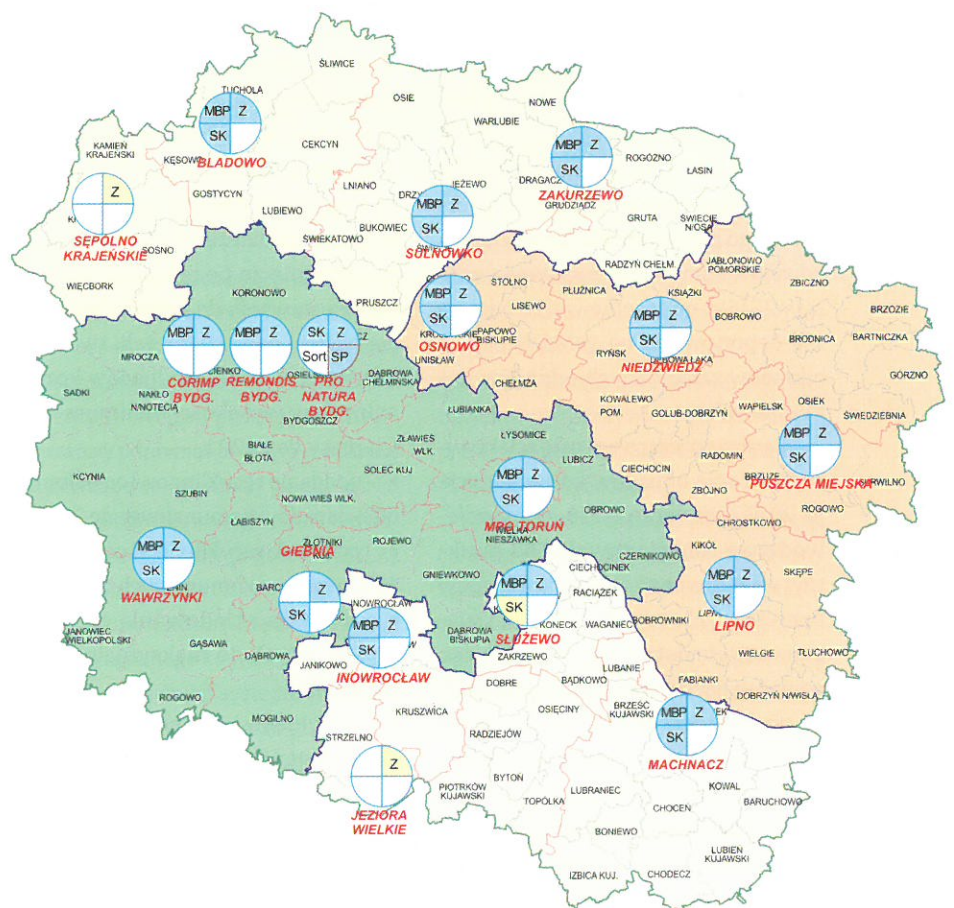 ŚLIWICE
TUCHOLA
OSIE
NOWE
WARLUBIE
MBP Z
SK
BLADOWO
CEKCYN
KAMIEŃ
KRAJEŃSKI
KĘSOWO
MBP Z
SK
ZAKURZEWO
ROGÓŹNO
ŁASIN
DRAGACZ
GRUDZIĄDZ
Z
SĘPÓLNO
KRAJEŃSKIE
GOSTYCYN
LNIANO
JEŻEWO
LUBIEWO
BUKOWIEC
MBP Z
SK
SULNÓWKO
GRUTA
ŚWIECIE
N/OSĄ
SOŚNO
ŚWIEKATOWO
RADZYŃ CHEŁM
WIĘCBORK
PRUSZCZ
KORONOWO
STOLNO
PŁUŻNICA
KSIĄŻKI
JABŁONOWO
POMORSKIE
ZBICZNO
MBP Z
SK
OSNOWO
LISEWO
PAPOWO
BISKUPIE
UNISŁAW
BOBROWO
BRZOZIE
BARTNICZKA
BRODNICA
MBP Z
CORIMP
BYDG.
MBP Z
REMONDIS
BYDG.
SK Z
Sort SP
PRO
NATURA
BYDG.
MBP Z
SK
NIEDŹWIEDŹ
RYŃSK
MROCZA
SADKI
NAKŁO
N/NOTECIĄ
DĄBROWA
CHEŁMIŃSKA
CHEŁMŻA
GÓRZNO
BYDGOSZCZ
ŁUBIANKA
KOWALEWO
POM.
GOLUB-DOBRZYŃ
WĄPIELSK
OSIEK
ŚWIEDZIEBNIA
BIAŁE
BŁOTA
ZŁAWIEŚ
WLK.
ŁYSOMICE
LUBICZ
RADOMIN
MBP Z
SK
PUSZCZA MIEJSKA
KCYNIA
SOLEC KUJ
CIECHOCIN
ZBÓJNO
BRZUZE
ROGOWO
SZUBIN
NOWA WIEŚ WLK.
MBP Z
SK
MPO TORUŃ
OBROWO
CHROSTKOWO
ŁABISZYN
ZŁOTNIKI
KUJ.
ROJEWO
WIELKA
NIESZAWKA
CZERNIKOWO
KIKÓŁ
SKĘPE
MBP Z
SK
WAWRZYNKI
GIEBNIA
Z
SK
GNIEWKOWO
CIECHOCINEK
RACIĄŻEK
MBP Z
SK
SŁUŻEWO
MBP Z
SK
LIPNO
INOWROCŁAW
MBP Z
SK
INOWROCŁAW
DĄBROWA
BISKUPIA
KONECK
WAGANIEC
BOBROWNIKI
JANOWIEC
WIELKOPOLSKI
GĄSAWA
DĄBROWA
JANIKOWO
ZAKRZEWO
LUBANIE
WIELGIE
TŁUCHOWO
ROGOWO
DOBRE
BĄDKOWO
FABIANKI
DOBRZYŃ N/WISŁĄ
MOGILNO
KRUSZWICA
OSIĘCINY
BRZEŚĆ
KUJAWSKI
MBP Z
SK
MACHNACZ
STRZELNO
RADZIEJÓW
Z
JEZIORA
WIELKIE
PIOTRKÓW
KUJAWSKI
BYTOŃ
TOPÓLKA
LUBRANIEC
CHOCEŃ
KOWAL
BARUCHOWO
BONIEWO
LUBIEŃ
KUJAWSKI
IZBICA KUJ.
CHODECZ